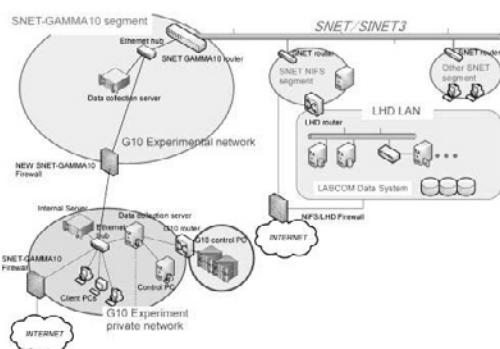 SNET-GAMMA10 segment
SNET/SINET3
Ethernet hub
SNET GAMMA10 router
Data collection server
G10 Experimental network
SNET router
SNET NIFS
segment
SNET router
Other SNET
segment
LHD LAN
LHD router
LABCOM Data System
NEW SNET-GAMMA10
Firewall
NIFS/LHD Firewall
INTERNET
Internal Server
Ethernet
Data collection server
G10 router
G10 control PC
SNET-GAMMA10
Firewall
Client PCs
Control PC
G10 Experiment
private network
INTERNET